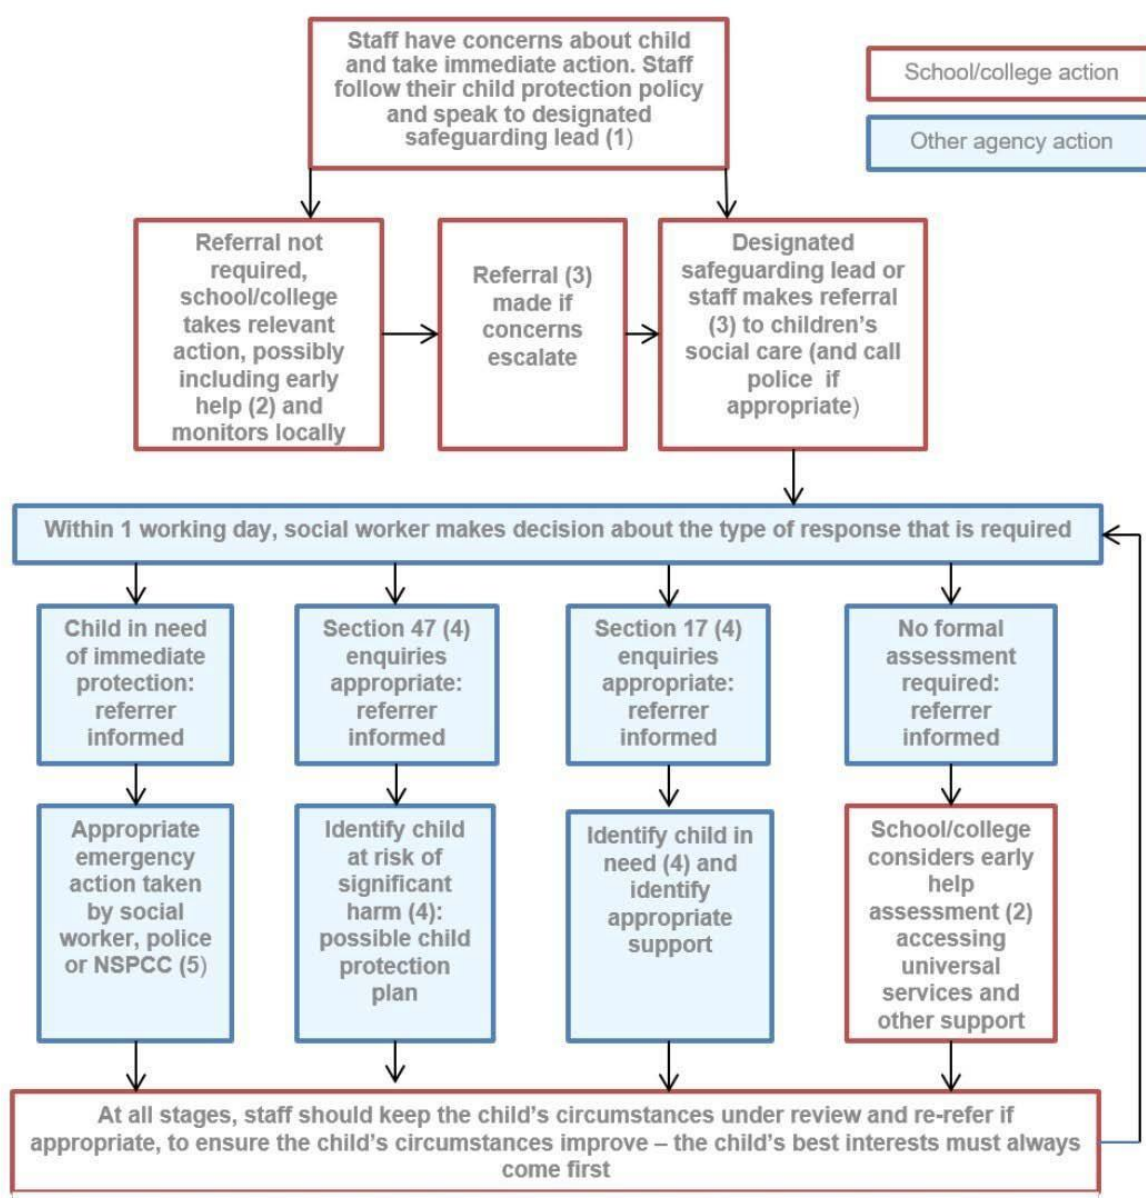 Staff have concerns about child
and take immediate action. Staff
follow their child protection policy
and speak to designated
safeguarding lead (1)
School/college action
Other agency action
Referral not
required,
school/college
takes relevant
action, possibly
including early
help (2) and
monitors locally
Referral (3)
made if
concerns
escalate
Designated
safeguarding lead or
staff makes referral
(3) to children’s
social care (and call
police if
appropriate)
Within 1 working day, social worker makes decision about the type of response that is required
Child in need
of immediate
protection:
referrer
informed
Section 47 (4)
enquiries
appropriate:
referrer
informed
Section 17 (4)
enquiries
appropriate:
referrer
informed
No formal
assessment
required:
referrer
informed
Appropriate
emergency
action taken
by social
worker, police
or NSPCC (5)
Identify child
at risk of
significant
harm (4):
possible child
protection
plan
Identify child in
need (4) and
identify
appropriate
support
School/college
considers early
help
assessment (2)
accessing
universal
services and
other support
At all stages, staff should keep the child’s circumstances under review and re-refer if
appropriate, to ensure the child’s circumstances improve – the child’s best interests must always
come first